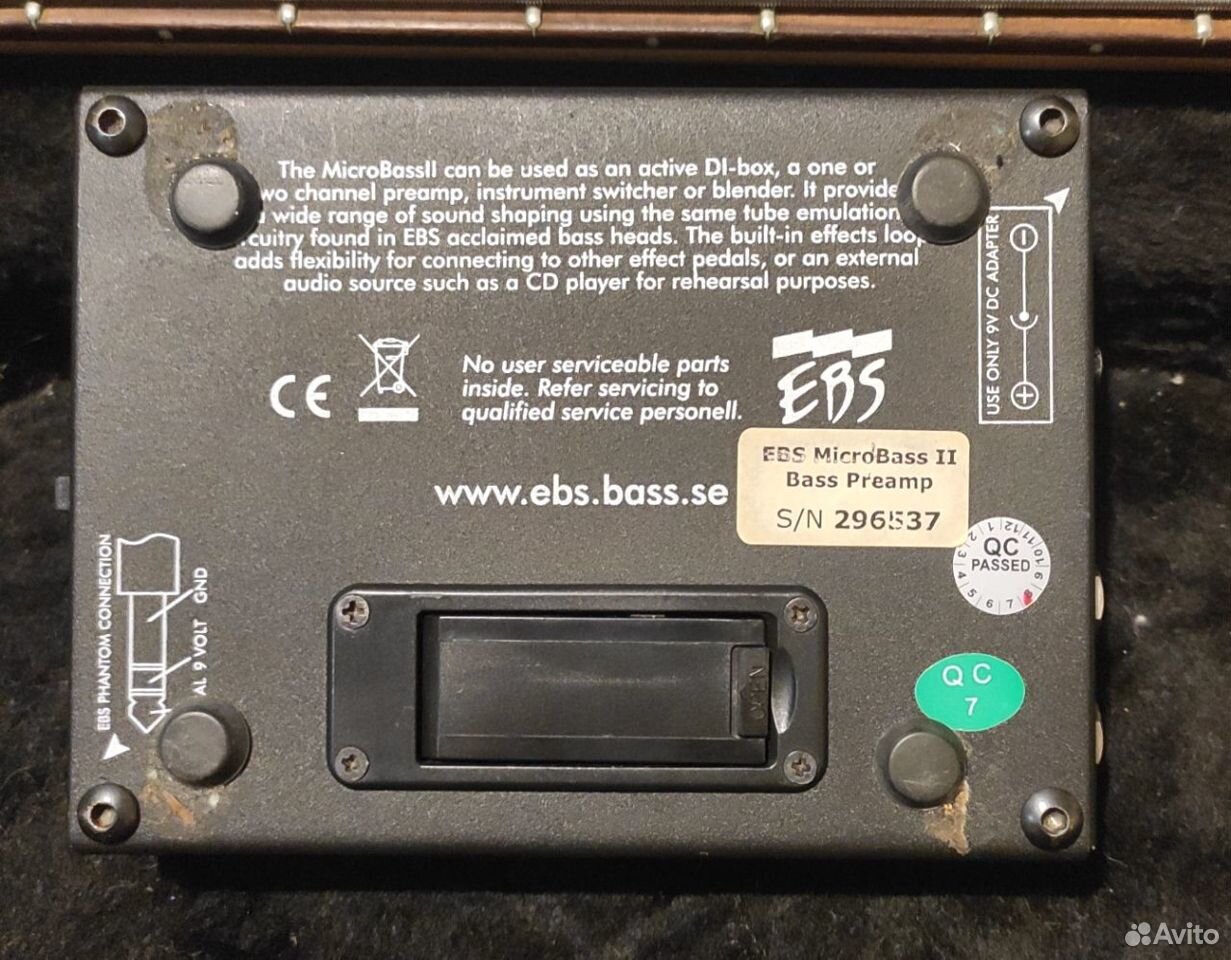 The MicroBassII can be used as an active DI-box, a one or
wo channel preamp, instrument switcher or blender. It provide
wide range of sound shaping using the same tube emulation
cuitry found in EBS acclaimed bass heads. The built-in effects loop
adds flexibility for connecting to other effect pedals, or an external
audio source such as a CD player for rehearsal purposes.
USE ONLY 9V DC ADAPTER
CE
No user serviceable parts
inside. Refer servicing to
qualified service personell.
EBS
www.ebs.bass.se
EBS MicroBass II
Bass Preamp
S/N 296537
QC
PASSED
1 2 3 4 5 6 7 8 9 10 11 12
EBS PHANTOM CONNECTION
AL 9 VOLT GND
OPEN
QC
7
Avito